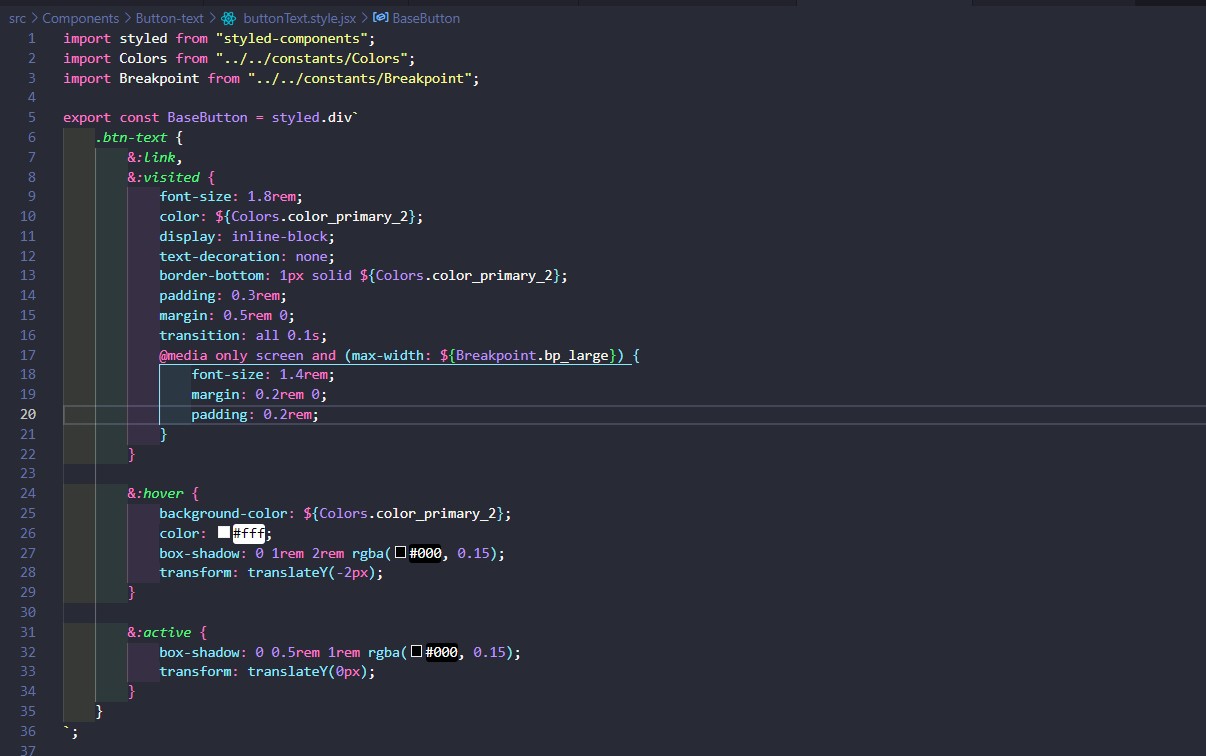 src > Components > Button-text > buttonText.style.jsx > BaseButton
1 import styled from "styled-components";
2 import Colors from "../../constants/Colors";
3 import Breakpoint from "../../constants/Breakpoint";
4
5 export const BaseButton = styled.div`
6     .btn-text {
7         &:link,
8         &:visited {
9             font-size: 1.8rem;
10             color: ${Colors.color_primary_2};
11             display: inline-block;
12             text-decoration: none;
13             border-bottom: 1px solid ${Colors.color_primary_2};
14             padding: 0.3rem;
15             margin: 0.5rem 0;
16             transition: all 0.1s;
17             @media only screen and (max-width: ${Breakpoint.bp_large}) {
18                 font-size: 1.4rem;
19                 margin: 0.2rem 0;
20                 padding: 0.2rem;
21             }
22         }
23
24         &:hover {
25             background-color: ${Colors.color_primary_2};
26             color: #fff;
27             box-shadow: 0 1rem 2rem rgba(#000, 0.15);
28             transform: translateY(-2px);
29         }
30
31         &:active {
32             box-shadow: 0 0.5rem 1rem rgba(#000, 0.15);
33             transform: translateY(0px);
34         }
35     }
36 `;
37